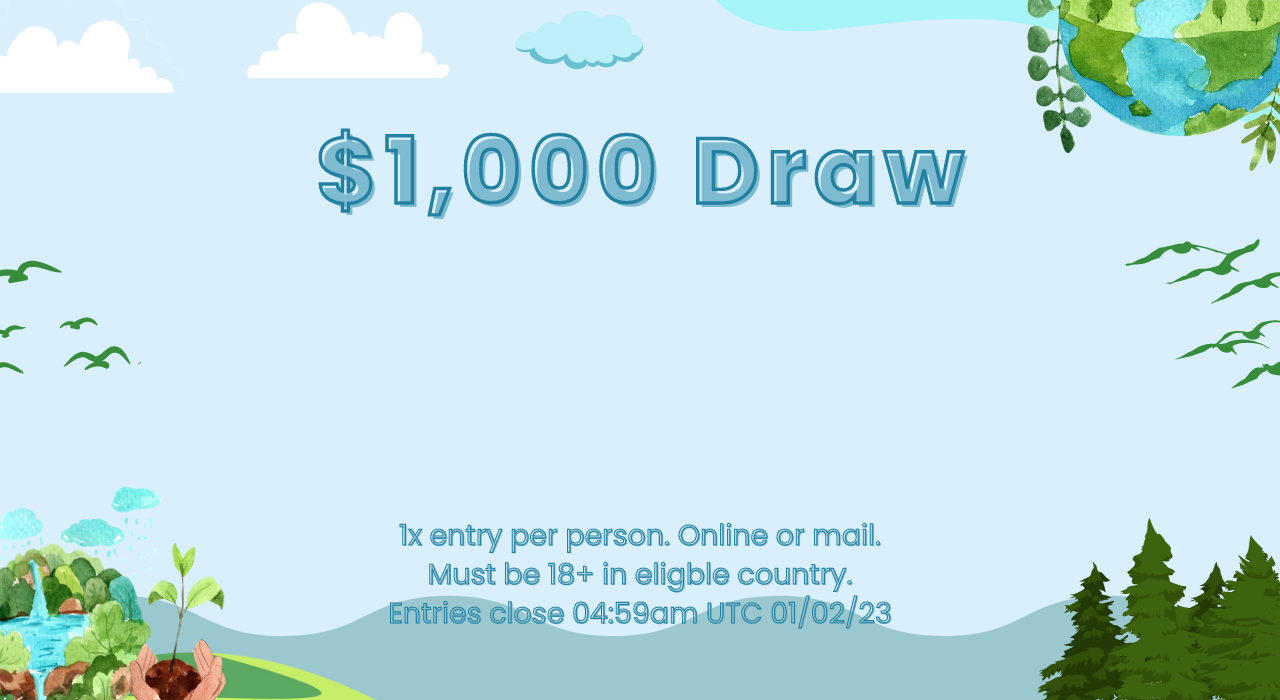 $1,000 Draw
1x entry per person. Online or mail.
Must be 18+ in eligble country.
Entries close 04:59am UTC 01/02/23